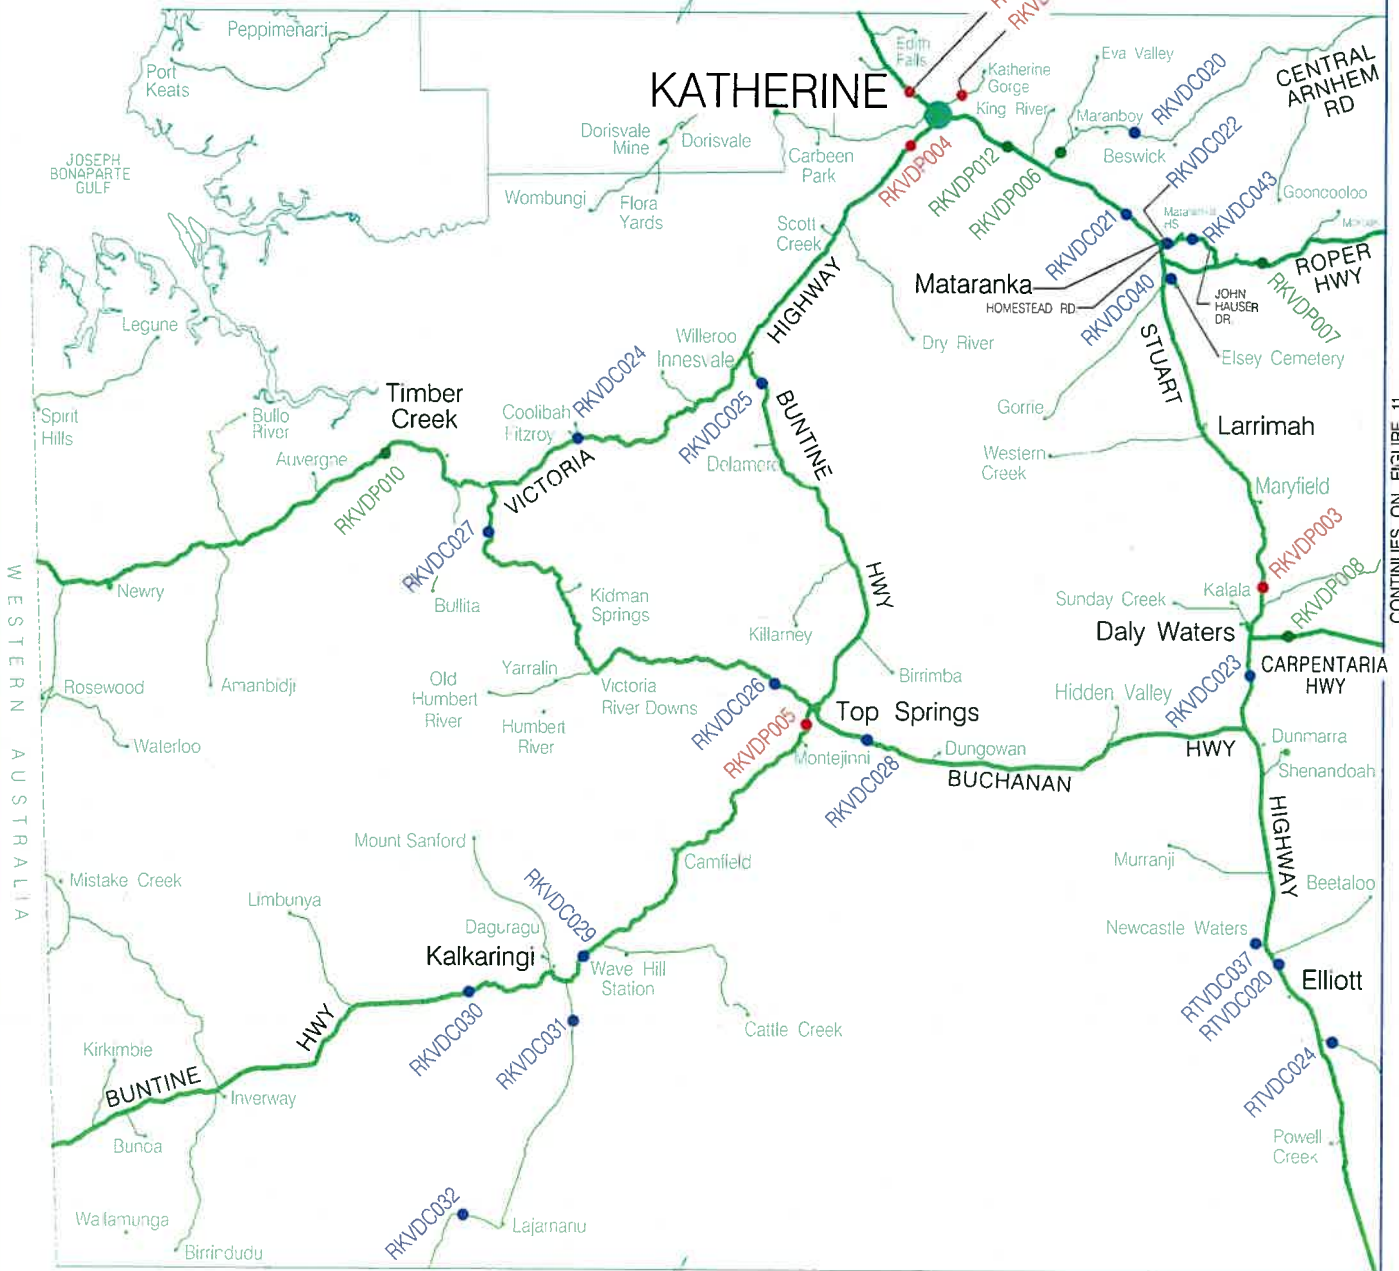 Peppimenarti
Port
Keats
JOSEPH
BONAPARTE
GULF
KATHERINE
Edith
Falls
Katherine
Gorge
King River
Eva Valley
Maranboy
Beswick
RKVDC020
CENTRAL
ARNHEM
RD
Dorisvale
Mine
Dorisvale
Wombungi
Flora
Yards
Carbeen
Park
RKVDP004
RKVDP012
RKVDP006
RKVDC022
RKVDC021
RKVDC043
Gooncooloo
Scott
Creek
Mataranka
HS
Mataranka
HOMESTEAD RD
RKVDC040
JOHN
HAUSER
DR.
ROPER
HWY
RKVDP007
Elsey Cemetery
HIGHWAY
Dry River
STUART
Legune
Willeroo
Innesvale
RKVDC024
Timber
Creek
Coolibah
Fitzroy
RKVDC025
BUNTINE
Delamere
Gorrie
Larrimah
Western
Creek
Spirit
Hills
Bullo
River
Auvergne
RKVDP010
VICTORIA
Maryfield
RKVDP003
RKVDP008
CONTINUES ON FIGURE 11
RKVDC027
Bullita
Newry
Kidman
Springs
HWY
Killarney
Kalala
Sunday Creek
Daly Waters
CARPENTARIA
HWY
WESTERN AUSTRALIA
Rosewood
Waterloo
Amanbidji
Old
Humbert
River
Yarralin
Humbert
River
Victoria
River Downs
RKVDC026
Birrimba
Top Springs
RKVDP005
Montejinni
RKVDC028
Dungowan
BUCHANAN
HWY
Hidden Valley
RKVDC023
Dunmarra
Shenandoah
HIGHWAY
Murranji
Beetaloo
Mount Sanford
Camfield
Mistake Creek
Limbunya
RKVDC029
Daguragu
Kalkaringi
Wave Hill
Station
Newcastle Waters
RTVDC037
RTVDC020
Elliott
HWY
RKVDC030
RKVDC031
Cattle Creek
RTVDC024
Kirkimbie
BUNTINE
Inverway
Bunda
Powell
Creek
Wallamunga
Birrindudu
RKVDC032
Lajamanu